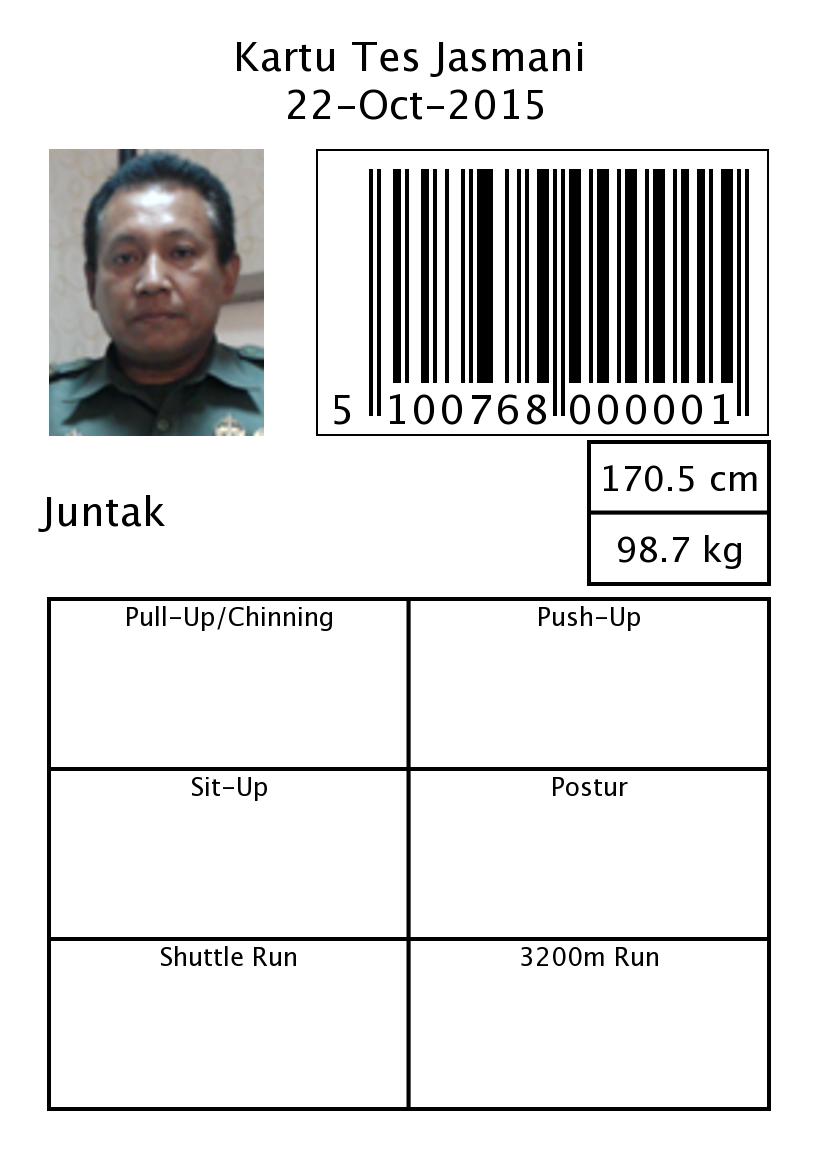 Kartu Tes Jasmani
22-Oct-2015
5 100768 000001
170.5 cm
Juntak
98.7 kg
Pull-Up/Chinning
Push-Up
Sit-Up
Postur
Shuttle Run
3200m Run